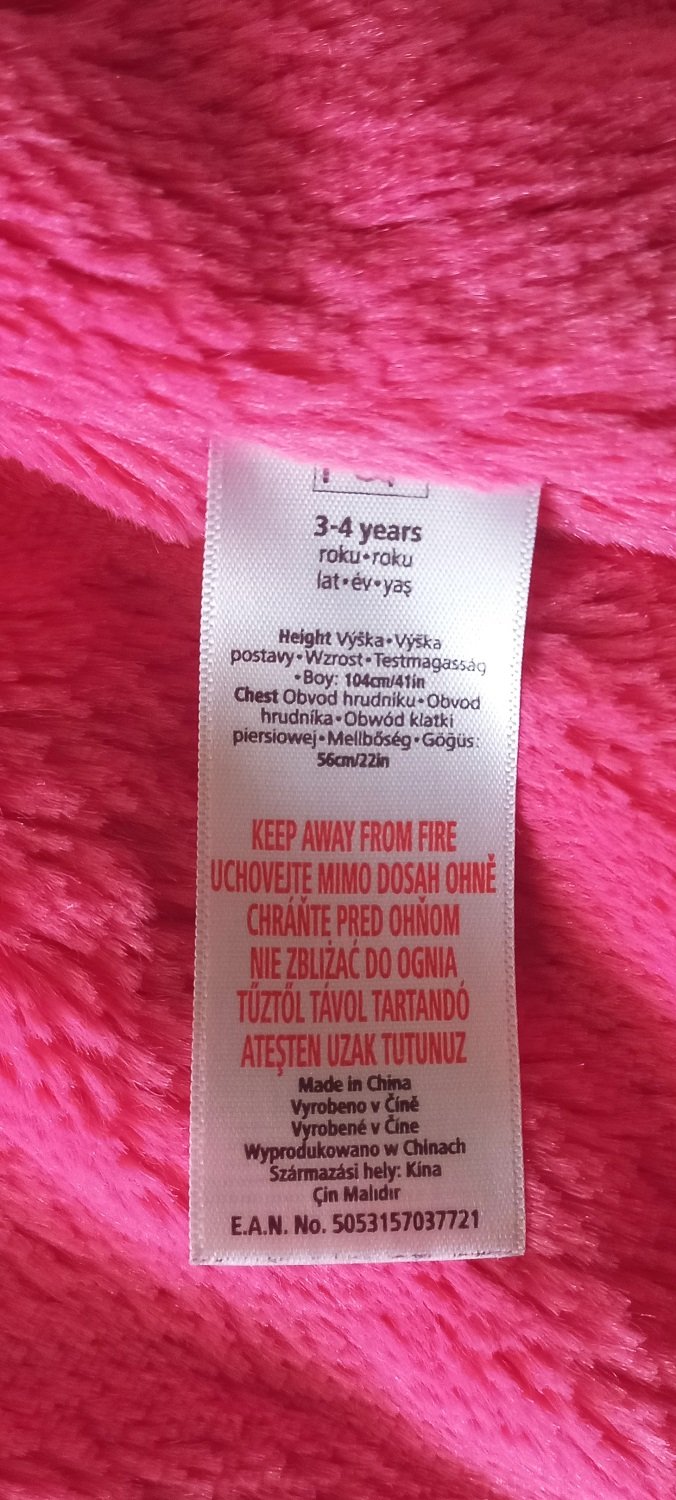 3-4 years
roku•roku
lat•év•yaş
Height Výška•Výška
postavy•Wzrost•Testmagasság
•Boy: 104cm/41in
Chest Obvod hrudníku•Obvod
hrudníka•Obwód klatki
piersiowej•Mellbőség•Göğüs:
56cm/22in
KEEP AWAY FROM FIRE
UCHOVEJTE MIMO DOSAH OHNĚ
CHRÁŇTE PRED OHŇOM
NIE ZBLIŻAĆ DO OGNIA
TŰZTŐL TÁVOL TARTANDÓ
ATEŞTEN UZAK TUTUNUZ
Made in China
Vyrobeno v Číně
Vyrobené v Číne
Wyprodukowano w Chinach
Származási hely: Kína
Çin Malıdır
E.A.N. No. 5053157037721